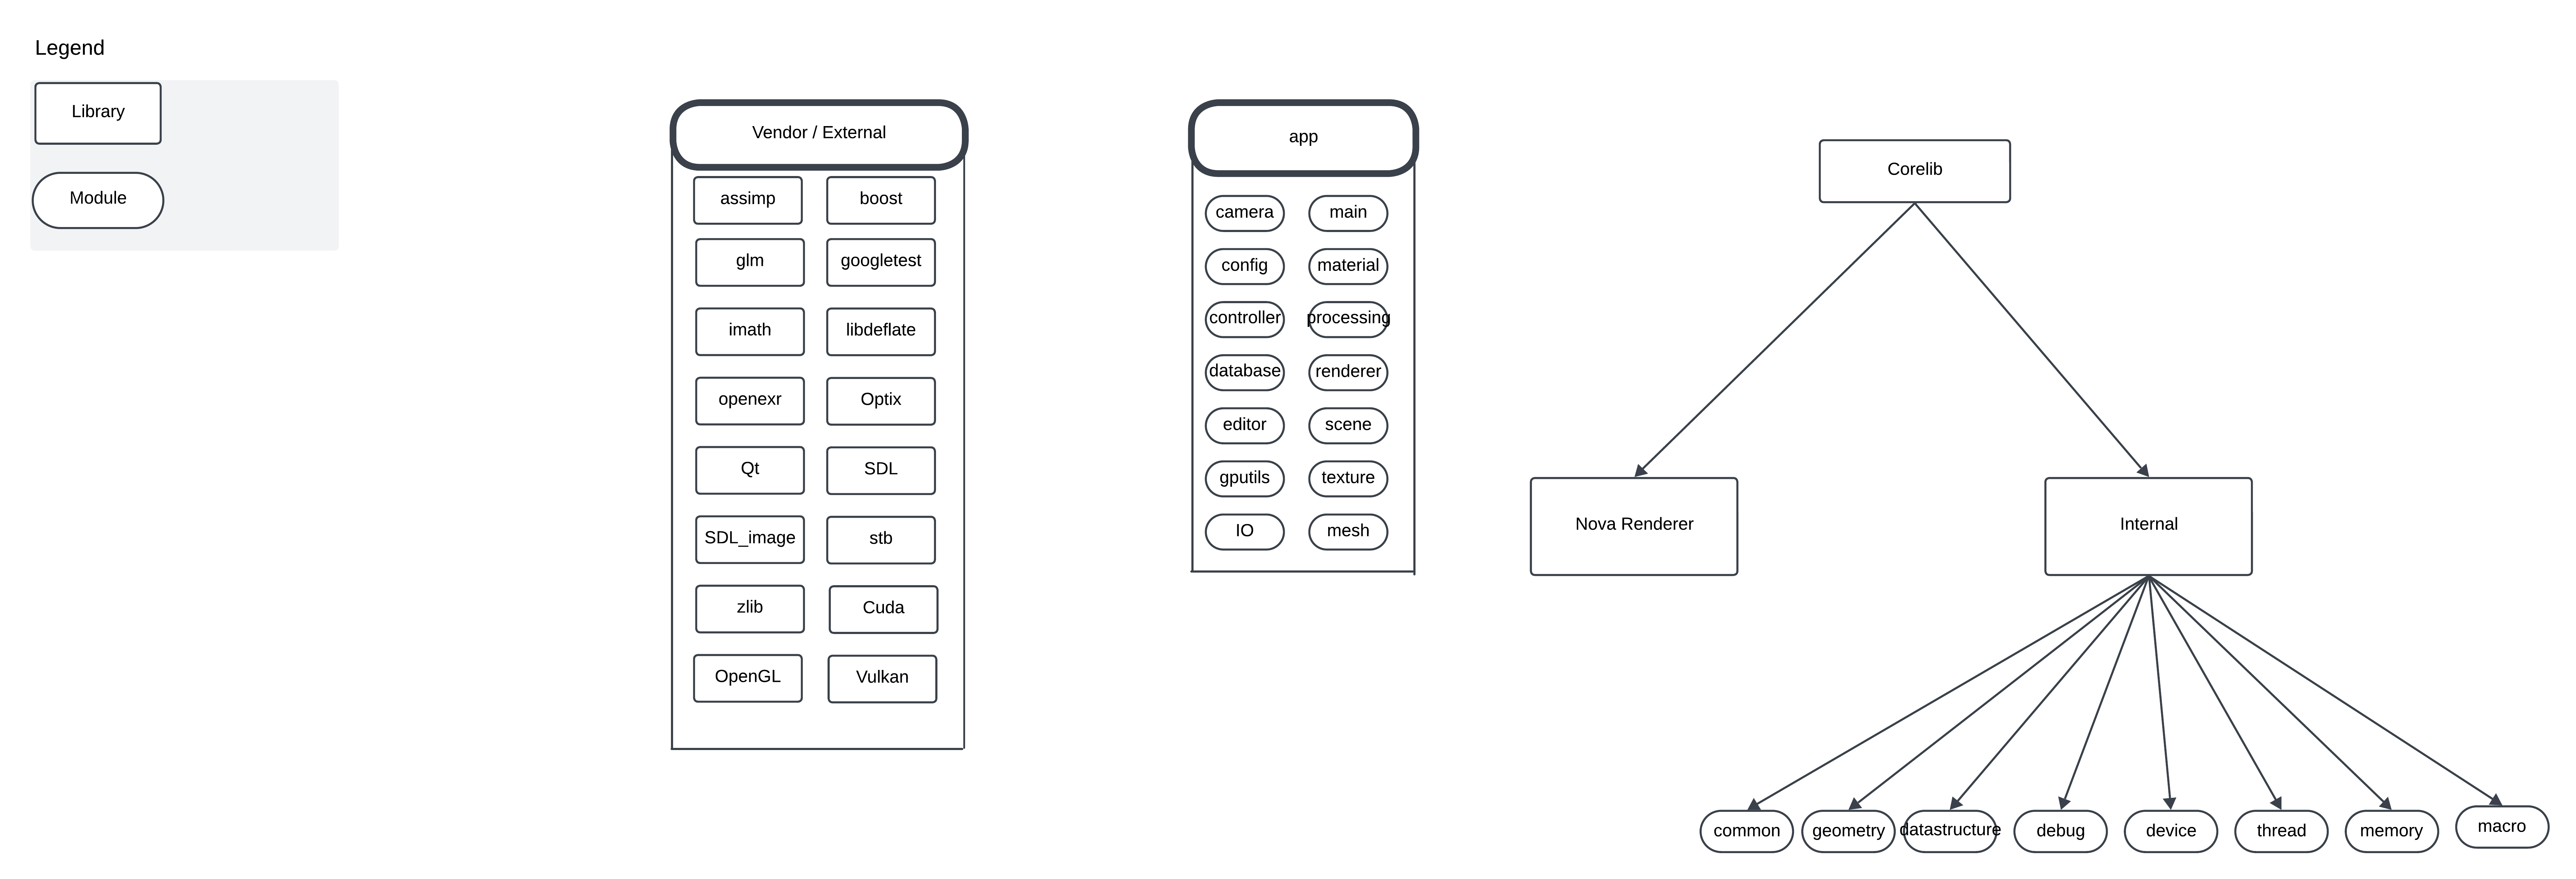 Legend
Library
Module
Vendor / External
assimp
boost
glm
googletest
imath
libdeflate
openexr
Optix
Qt
SDL
SDL_image
stb
zlib
Cuda
OpenGL
Vulkan
app
camera
main
config
material
controller
processing
database
renderer
editor
scene
gputils
texture
IO
mesh
Corelib
Nova Renderer
Internal
common
geometry
datastructure
debug
device
thread
memory
macro